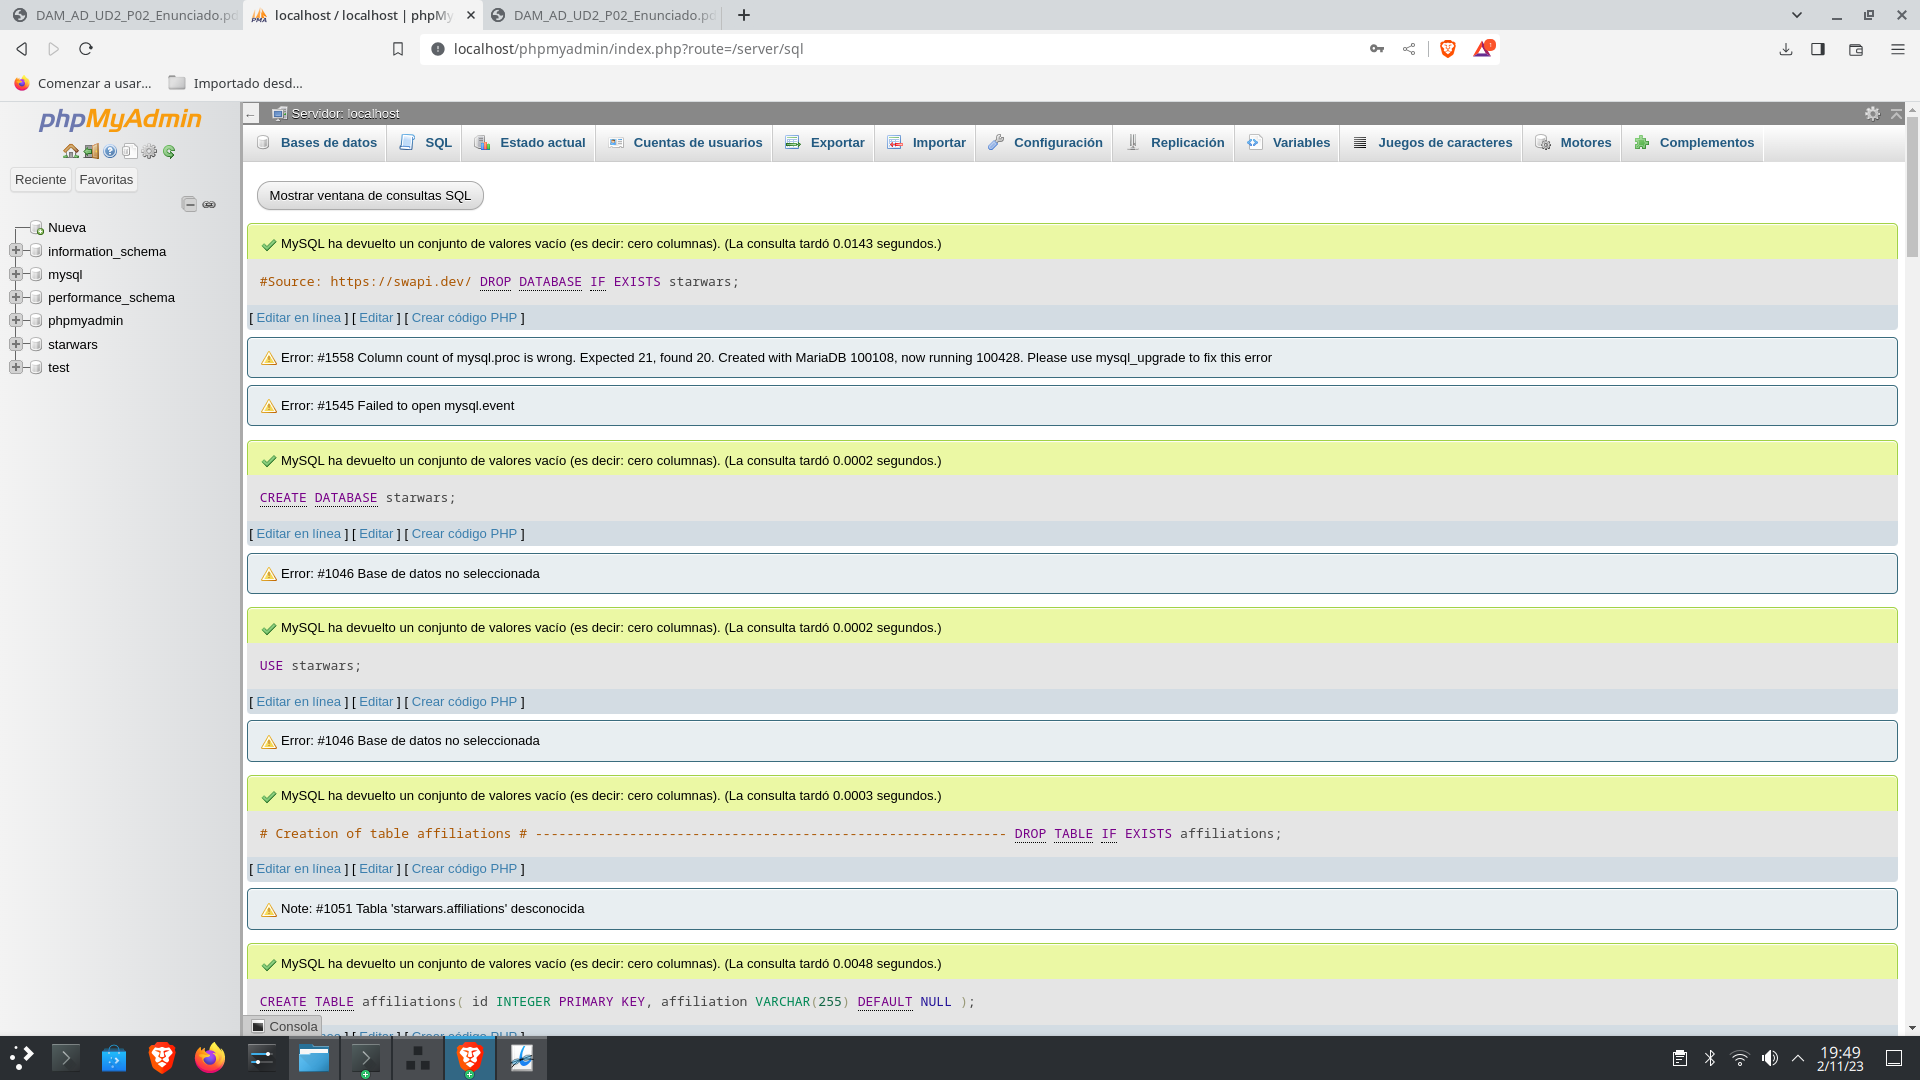 DAM_AD_UD2_P02_Enunciado.pd
localhost / localhost | phpMy
DAM_AD_UD2_P02_Enunciado.pd
localhost/phpmyadmin/index.php?route=/server/sql
Comenzar a usar...
Importado desd...
phpMyAdmin
Reciente
Favoritas
Nueva
information_schema
mysql
performance_schema
phpmyadmin
starwars
test
Servidor: localhost
Bases de datos
SQL
Estado actual
Cuentas de usuarios
Exportar
Importar
Configuración
Replicación
Variables
Juegos de caracteres
Motores
Complementos
Mostrar ventana de consultas SQL
MySQL ha devuelto un conjunto de valores vacío (es decir: cero columnas). (La consulta tardó 0.0143 segundos.)
#Source: https://swapi.dev/ DROP DATABASE IF EXISTS starwars;
[ Editar en línea ] [ Editar ] [ Crear código PHP ]
Error: #1558 Column count of mysql.proc is wrong. Expected 21, found 20. Created with MariaDB 100108, now running 100428. Please use mysql_upgrade to fix this error
Error: #1545 Failed to open mysql.event
MySQL ha devuelto un conjunto de valores vacío (es decir: cero columnas). (La consulta tardó 0.0002 segundos.)
CREATE DATABASE starwars;
[ Editar en línea ] [ Editar ] [ Crear código PHP ]
Error: #1046 Base de datos no seleccionada
MySQL ha devuelto un conjunto de valores vacío (es decir: cero columnas). (La consulta tardó 0.0002 segundos.)
USE starwars;
[ Editar en línea ] [ Editar ] [ Crear código PHP ]
Error: #1046 Base de datos no seleccionada
MySQL ha devuelto un conjunto de valores vacío (es decir: cero columnas). (La consulta tardó 0.0003 segundos.)
# Creation of table affiliations # ------------------------------------------------------------ DROP TABLE IF EXISTS affiliations;
[ Editar en línea ] [ Editar ] [ Crear código PHP ]
Note: #1051 Tabla 'starwars.affiliations' desconocida
MySQL ha devuelto un conjunto de valores vacío (es decir: cero columnas). (La consulta tardó 0.0048 segundos.)
CREATE TABLE affiliations( id INTEGER PRIMARY KEY, affiliation VARCHAR(255) DEFAULT NULL );
Consola
19:49
2/11/23